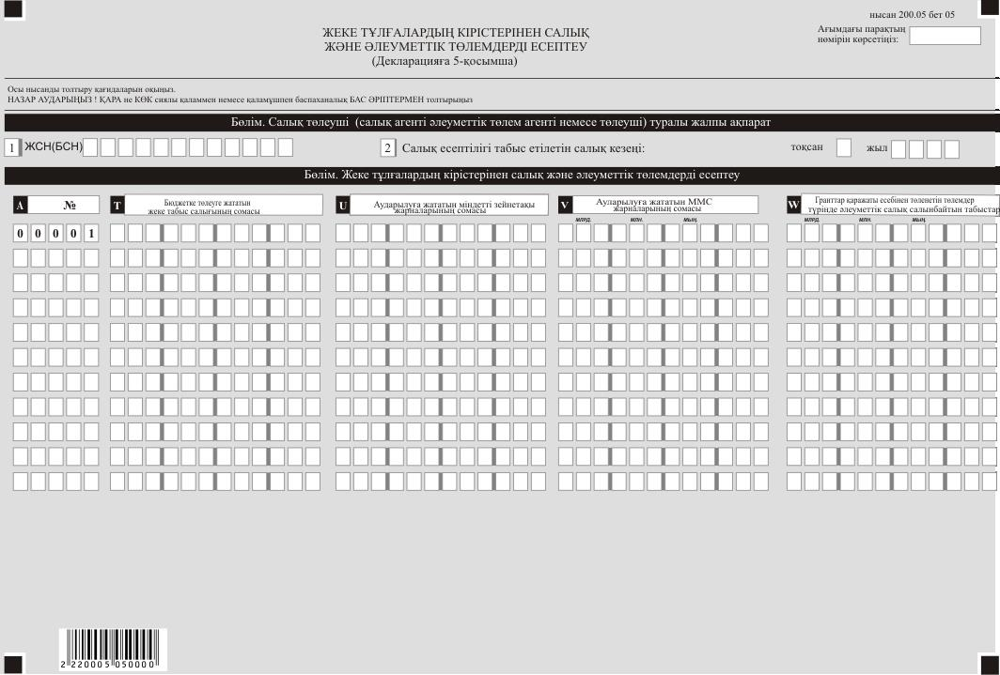 нысан 200.05 бет 05
ЖЕКЕ ТҰЛҒАЛАРДЫҢ КІРІСТЕРІНЕН САЛЫҚ
ЖӘНЕ ӘЛЕУМЕТТІК ТӨЛЕМДЕРДІ ЕСЕПТЕУ
(Декларацияға 5-қосымша)
Ағымдағы парақтың
нөмірін көрсетіңіз:
Осы нысанды толтыру қағидаларын оқыңыз.
НАЗАР АУДАРЫҢЫЗ ! ҚАРА не КӨК сиялы қаламмен немесе қаламұшпен баспаханалық БАС ӘРІПТЕРМЕН толтырыңыз
Бөлім. Салық төлеуші (салық агенті әлеуметтік төлем агенті немесе төлеуші) туралы жалпы ақпарат
1 ЖСН(БСН)
2 Салық есептілігі табыс етілетін салық кезеңі: тоқсан жыл
Бөлім. Жеке тұлғалардың кірістерінен салық және әлеуметтік төлемдерді есептеу
A №
T Бюджетке төлеуге жататын
жеке табыс салығының сомасы
U Аударылуға жататын міндетті зейнетақы
жарналарының сомасы
V Ауларылуға жататын ММС
жарналарының сомасы
W Гранттар қаражаты есебінен төленетін төлемдер
түрінде әлеуметтік салық салынбайтын табыстар
МЛРД. МЛН. МЫҢ. МЛРД. МЛН. МЫҢ.
0 0 0 0 1
2 220005 050000